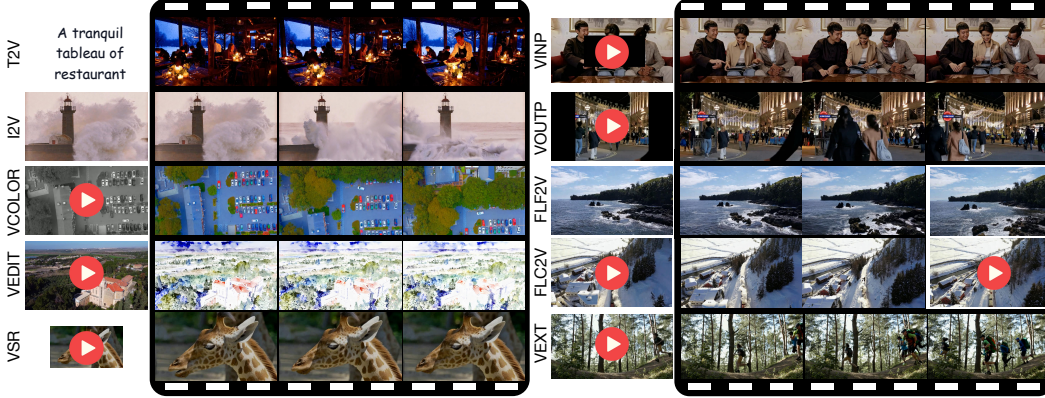 T2V
A tranquil
tableau of
restaurant
I2V
VCOLOR
VEDIT
VSR
VINP
VOUTP
FLF2V
FLC2V
VEXT